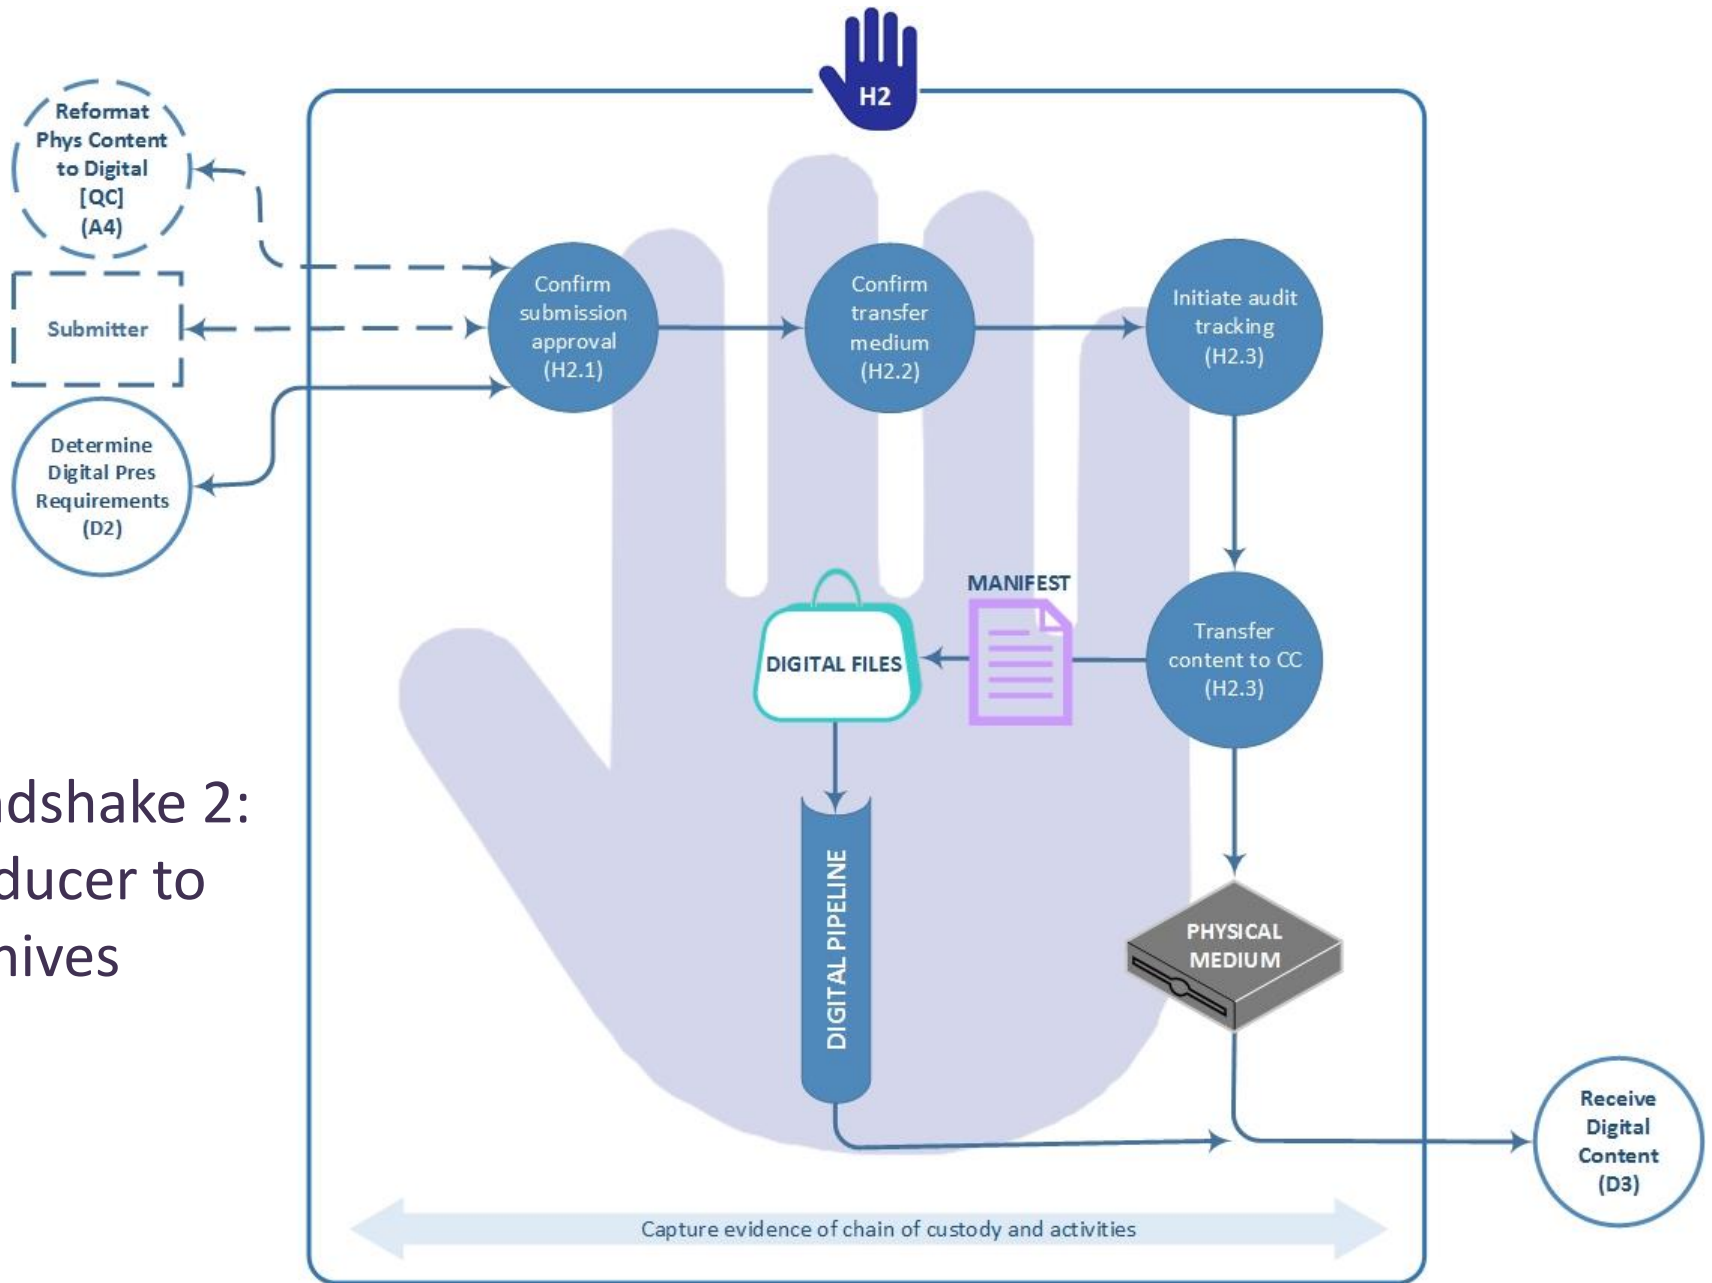 H2
Reformat
Phys Content
to Digital
[QC]
(A4)
Submitter
Determine
Digital Pres
Requirements
(D2)
Confirm
submission
approval
(H2.1)
Confirm
transfer
medium
(H2.2)
Initiate audit
tracking
(H2.3)
Transfer
content to CC
(H2.3)
MANIFEST
DIGITAL FILES
DIGITAL PIPELINE
PHYSICAL
MEDIUM
Receive
Digital
Content
(D3)
ndshake 2:
ducer to
nives
Capture evidence of chain of custody and activities